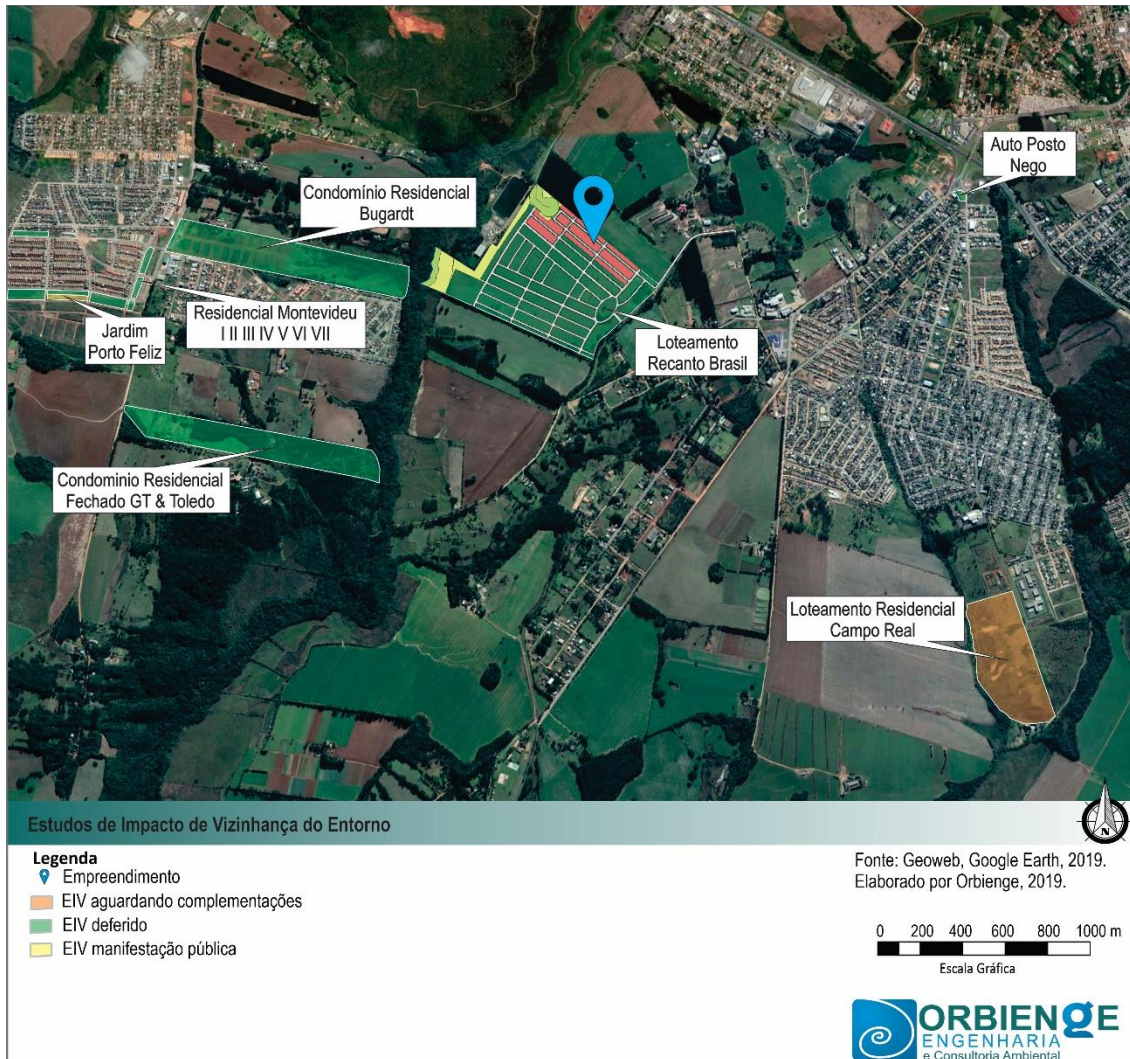 Auto Posto
Nego
Condomínio Residencial
Bugardt
Residencial Montevideu
I II III IV V VI VII
Jardim
Porto Feliz
Loteamento
Recanto Brasil
Condominio Residencial
Fechado GT & Toledo
Loteamento Residencial
Campo Real
Estudos de Impacto de Vizinhança do Entorno
N
Legenda
Empreendimento
EIV aguardando complementações
EIV deferido
EIV manifestação pública
Fonte: Geoweb, Google Earth, 2019.
Elaborado por Orbienge, 2019.
0 200 400 600 800 1000 m
Escala Gráfica
ORBIENGE
ENGENHARIA
e Consultoria Ambiental